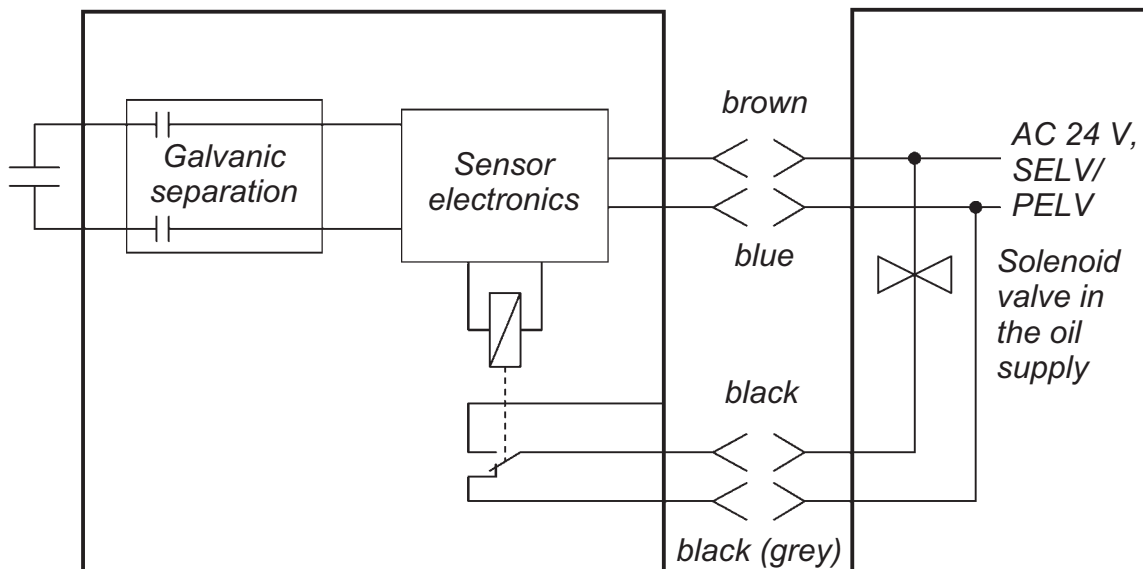 brown
Galvanic
separation
Sensor
electronics
AC 24 V,
SELV/
PELV
blue
Solenoid
valve in
the oil
supply
black
black (grey)